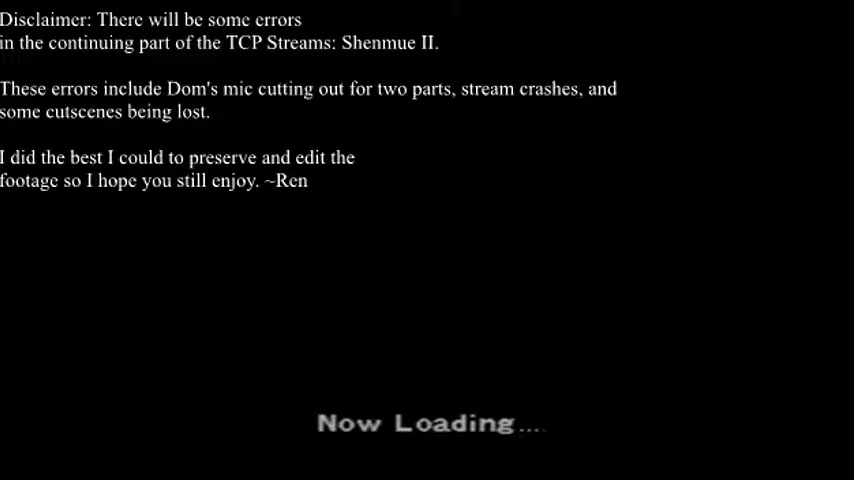 Disclaimer: There will be some errors
in the continuing part of the TCP Streams: Shenmue II.
These errors include Dom's mic cutting out for two parts, stream crashes, and
some cutscenes being lost.
I did the best I could to preserve and edit the
footage so I hope you still enjoy. ~Ren
Now Loading....